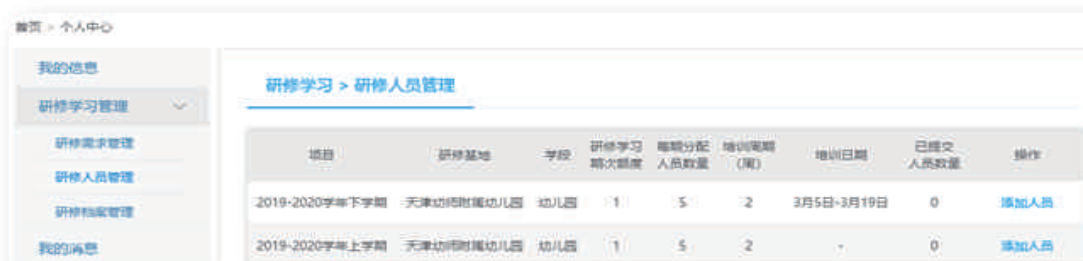 首页 > 个人中心
我的信息
研修学习管理
研修需求管理
研修人员管理
研修档案管理
我的消息
研修学习 > 研修人员管理
项目 研修基地 学段 研修学习期次额度 每期分配人员数量 培训周期(周) 培训日期 已提交人员数量 操作
2019-2020学年下学期 天津幼师附属幼儿园 幼儿园 1 5 2 3月5日-3月19日 0 添加人员
2019-2020学年上学期 天津幼师附属幼儿园 幼儿园 1 5 2 - 0 添加人员